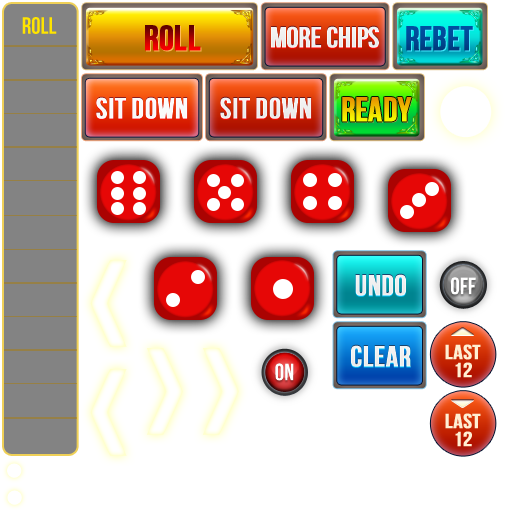 ROLL
ROLL
MORE CHIPS
REBET
SIT DOWN
SIT DOWN
READY
UNDO
OFF
CLEAR
LAST
12
ON
LAST
12